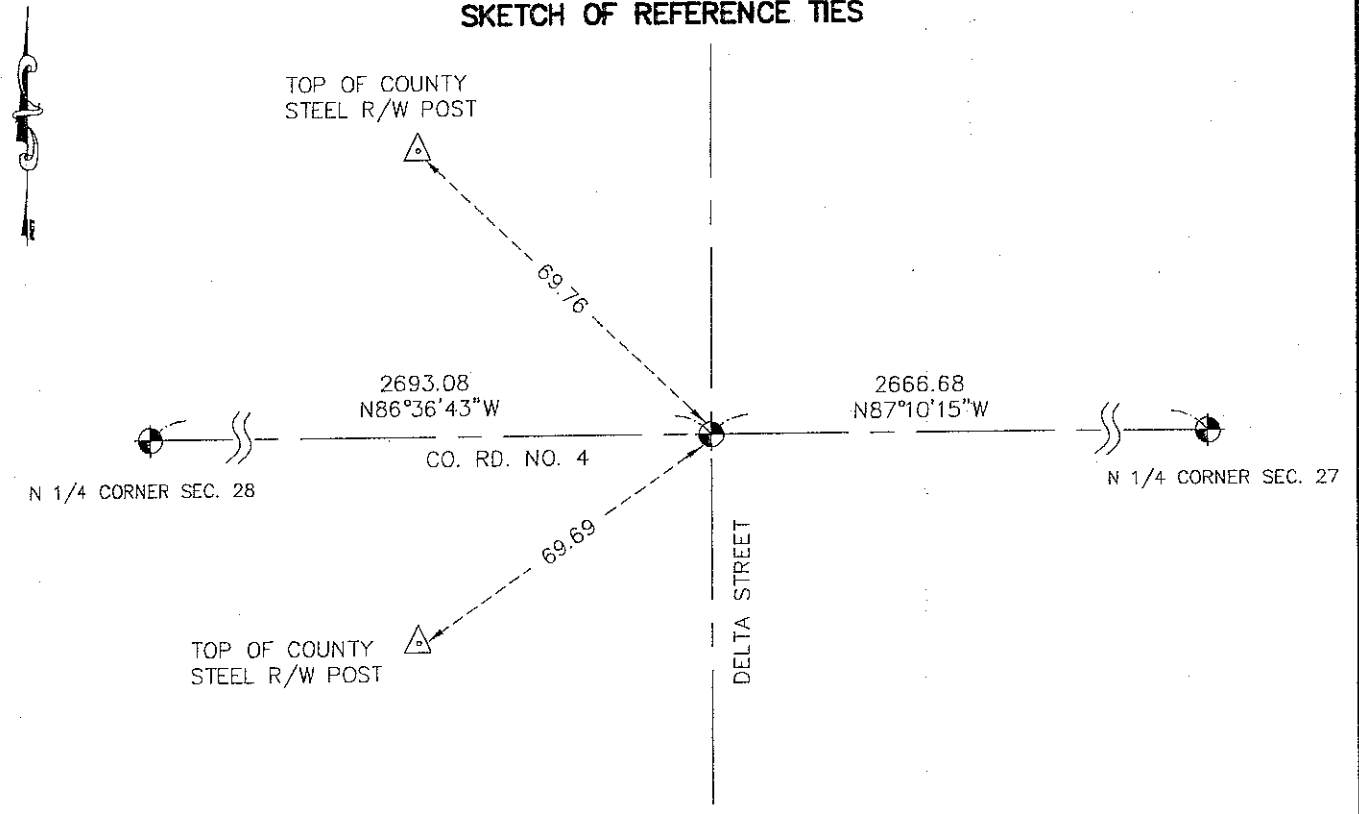 SKETCH OF REFERENCE TIES
TOP OF COUNTY
STEEL R/W POST
69.76
2693.08
N86°36'43"W
2666.68
N87°10'15"W
CO. RD. NO. 4
N 1/4 CORNER SEC. 28
N 1/4 CORNER SEC. 27
69.69
DELTA STREET
TOP OF COUNTY
STEEL R/W POST